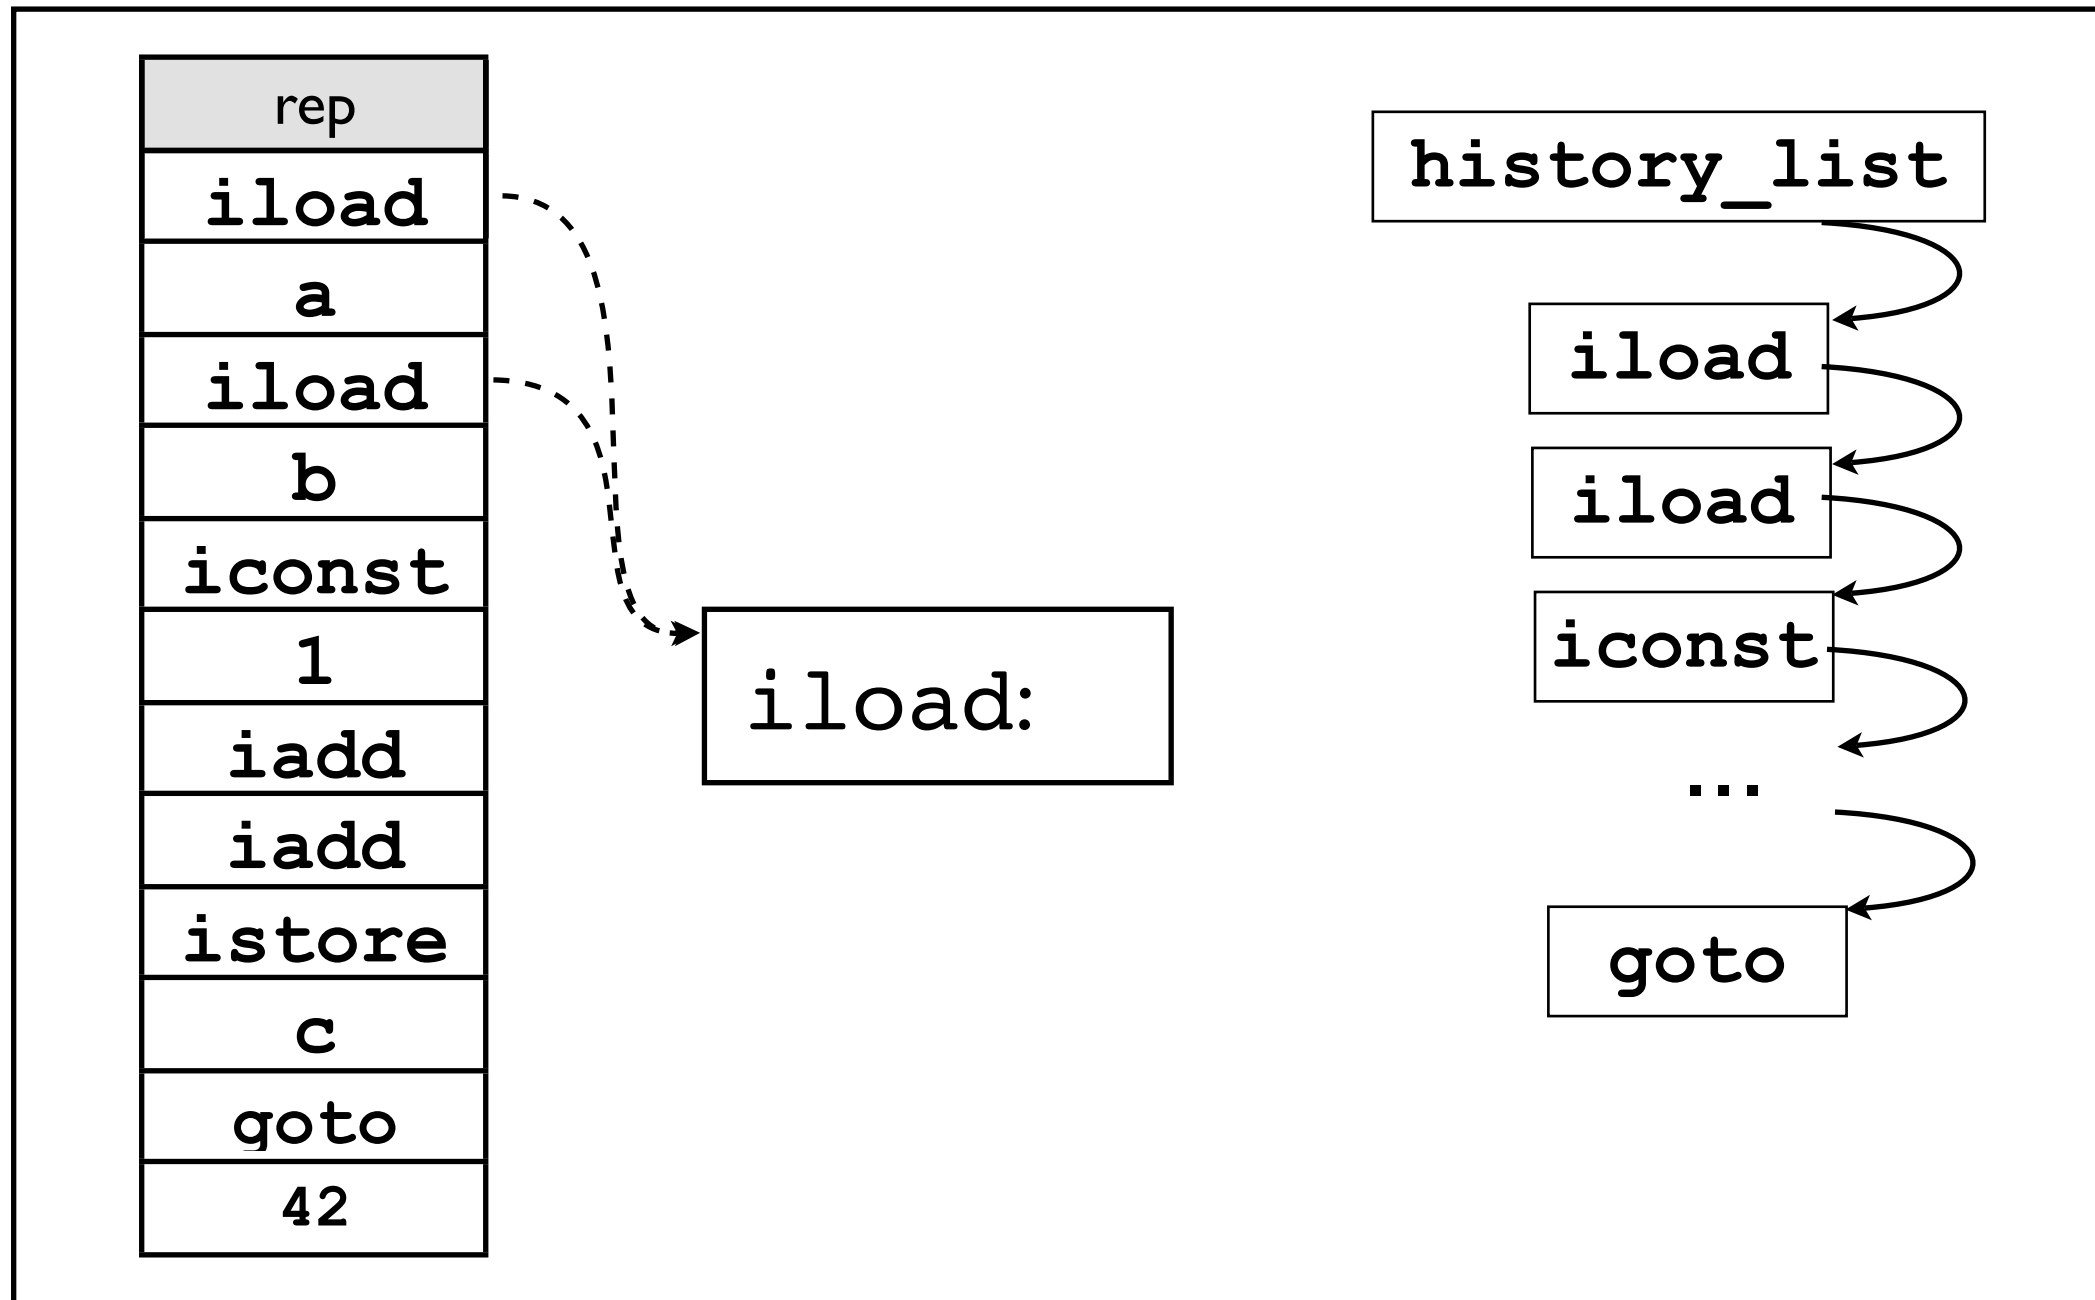 rep
iload
a
iload
b
iconst
1
iadd
iadd
istore
c
goto
42
iload:
history_list
iload
iload
iconst
...
goto